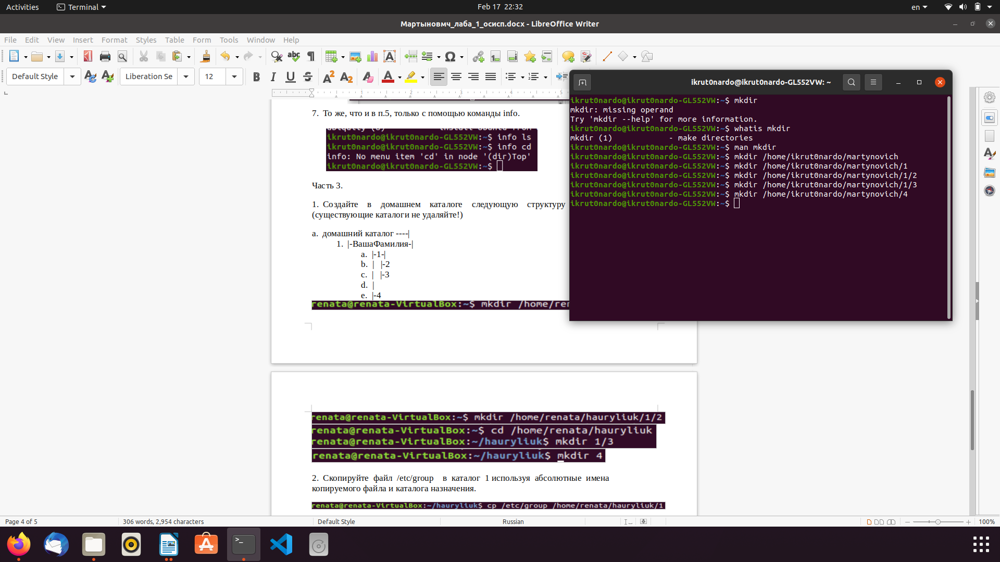 Activities
Terminal
Feb 17 22:32
en
Мартыновмч_лаба_1_осисп.docx - LibreOffice Writer
File Edit View Insert Format Styles Table Form Tools Window Help
Default Style
Liberation Se
12
1 2 3 4 5
7. То же, что и в п.5, только с помощью команды info.
ikrut0nardo@ikrut0nardo-GL552VW:~$ info ls
ikrut0nardo@ikrut0nardo-GL552VW:~$ info cd
info: No menu item 'cd' in node '(dir)Top'
ikrut0nardo@ikrut0nardo-GL552VW:~$
Часть 3.
1. Создайте в домашнем каталоге следующую структуру
(существующие каталоги не удаляйте!)
a. домашний каталог ----|
1. |-ВашаФамилия-|
a. |-1-|
b. | |-2
c. | |-3
d. |
e. |-4
renata@renata-VirtualBox:~$ mkdir /home/ren
ikrut0nardo@ikrut0nardo-GL552VW: ~
ikrut0nardo@ikrut0nardo-GL552VW:~$ mkdir
mkdir: missing operand
Try 'mkdir --help' for more information.
ikrut0nardo@ikrut0nardo-GL552VW:~$ whatis mkdir
mkdir (1) - make directories
ikrut0nardo@ikrut0nardo-GL552VW:~$ man mkdir
ikrut0nardo@ikrut0nardo-GL552VW:~$ mkdir /home/ikrut0nardo/martynovich
ikrut0nardo@ikrut0nardo-GL552VW:~$ mkdir /home/ikrut0nardo/martynovich/1
ikrut0nardo@ikrut0nardo-GL552VW:~$ mkdir /home/ikrut0nardo/martynovich/1/2
ikrut0nardo@ikrut0nardo-GL552VW:~$ mkdir /home/ikrut0nardo/martynovich/1/3
ikrut0nardo@ikrut0nardo-GL552VW:~$ mkdir /home/ikrut0nardo/martynovich/4
ikrut0nardo@ikrut0nardo-GL552VW:~$
renata@renata-VirtualBox:~$ mkdir /home/renata/hauryliuk/1/2
renata@renata-VirtualBox:~$ cd /home/renata/hauryliuk
renata@renata-VirtualBox:~/hauryliuk$ mkdir 1/3
renata@renata-VirtualBox:~/hauryliuk$ mkdir 4
2. Скопируйте файл /etc/group в каталог 1 используя абсолютные имена
копируемого файла и каталога назначения.
renata@renata-VirtualBox:~/hauryliuk$ cp /etc/group /home/renata/hauryliuk/1
Page 4 of 5
306 words, 2,954 characters
Default Style
Russian
100%